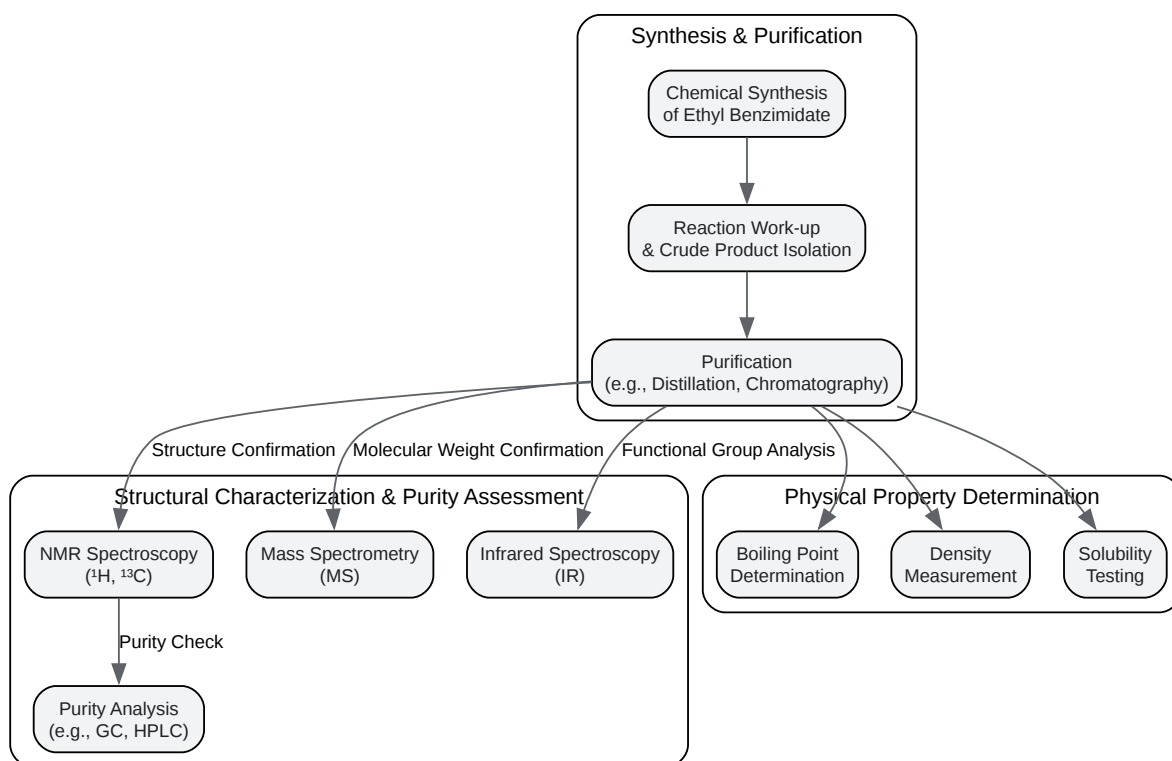 Synthesis & Purification
Chemical Synthesis
of Ethyl Benzimidate
Reaction Work-up
& Crude Product Isolation
Purification
(e.g., Distillation, Chromatography)
Structure Confirmation
Molecular Weight Confirmation
Functional Group Analysis
Structural Characterization & Purity Assessment
Physical Property Determination
NMR Spectroscopy
(¹H, ¹³C)
Mass Spectrometry
(MS)
Infrared Spectroscopy
(IR)
Boiling Point
Determination
Density
Measurement
Solubility
Testing
Purity Check
Purity Analysis
(e.g., GC, HPLC)